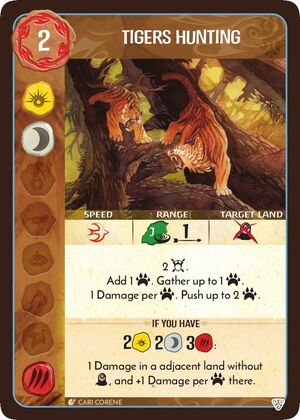 2
TIGERS HUNTING
SPEED
RANGE
TARGET LAND
J
1
2
Add 1 . Gather up to 1 .
1 Damage per . Push up to 2 .
IF YOU HAVE
2 2 3 :
1 Damage in a adjacent land without
, and +1 Damage per there.
CARI CORENE